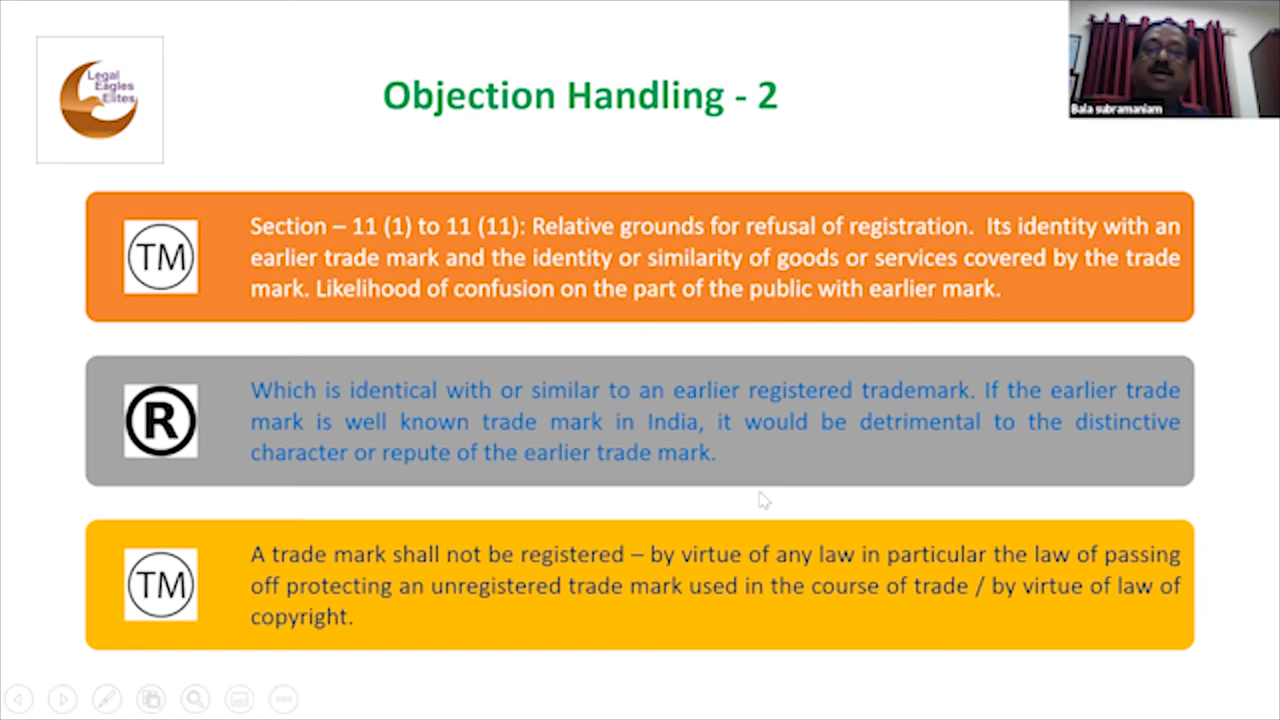 Legal
Eagles
Elites
Objection Handling - 2
Bala subramaniam
TM
Section – 11 (1) to 11 (11): Relative grounds for refusal of registration. Its identity with an
earlier trade mark and the identity or similarity of goods or services covered by the trade
mark. Likelihood of confusion on the part of the public with earlier mark.
R
Which is identical with or similar to an earlier registered trademark. If the earlier trade
mark is well known trade mark in India, it would be detrimental to the distinctive
character or repute of the earlier trade mark.
TM
A trade mark shall not be registered – by virtue of any law in particular the law of passing
off protecting an unregistered trade mark used in the course of trade / by virtue of law of
copyright.